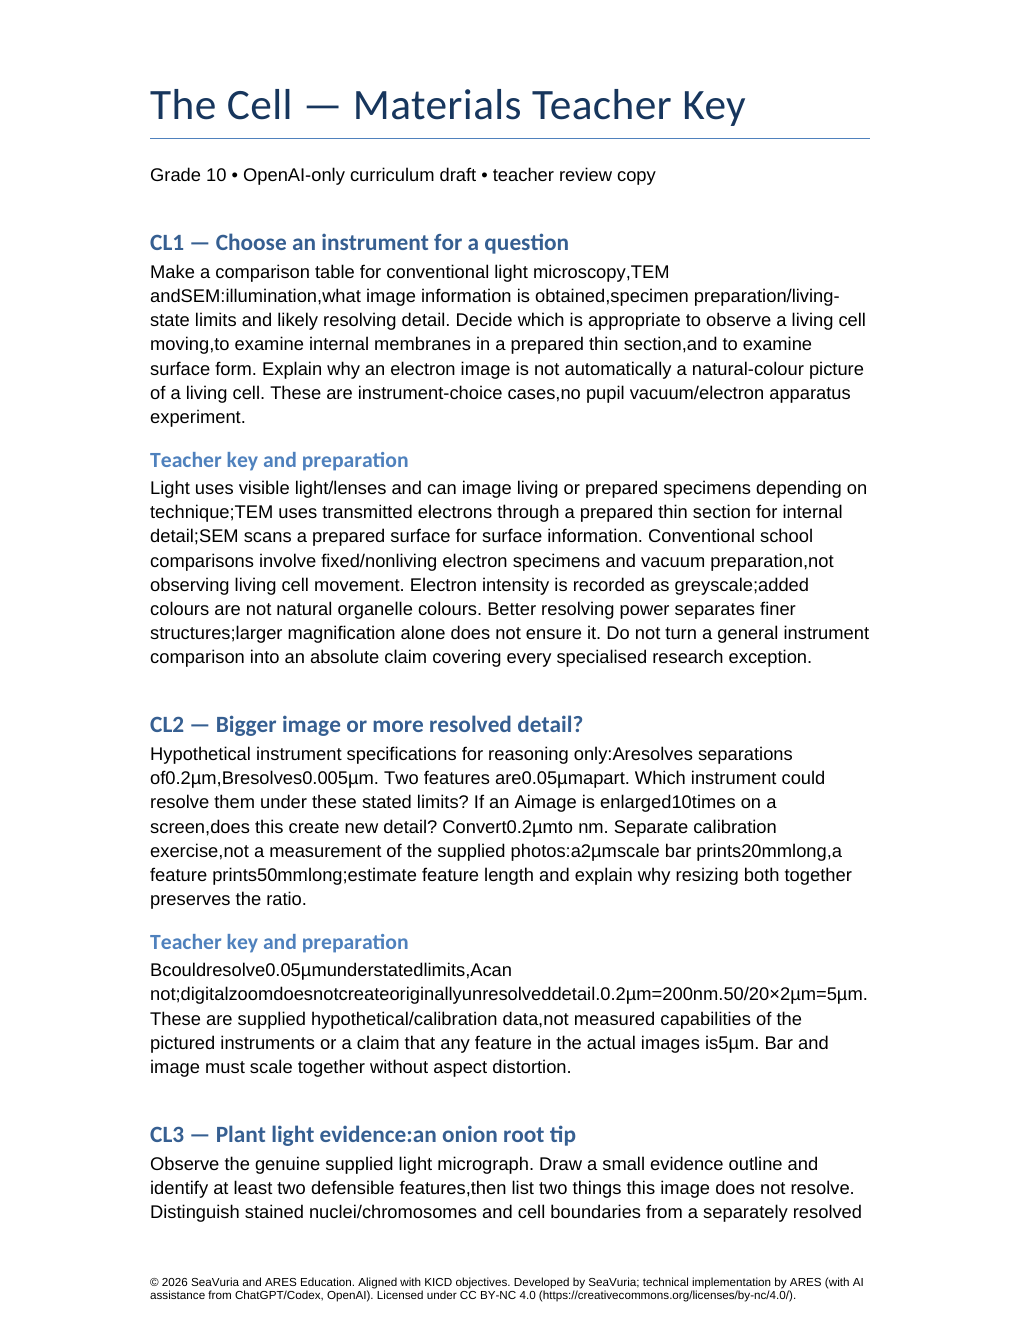 The Cell — Materials Teacher Key
Grade 10 • OpenAI-only curriculum draft • teacher review copy
CL1 — Choose an instrument for a question
Make a comparison table for conventional light microscopy,TEM
andSEM:illumination,what image information is obtained,specimen preparation/living-
state limits and likely resolving detail. Decide which is appropriate to observe a living cell
moving,to examine internal membranes in a prepared thin section,and to examine
surface form. Explain why an electron image is not automatically a natural-colour picture
of a living cell. These are instrument-choice cases,no pupil vacuum/electron apparatus
experiment.
Teacher key and preparation
Light uses visible light/lenses and can image living or prepared specimens depending on
technique;TEM uses transmitted electrons through a prepared thin section for internal
detail;SEM scans a prepared surface for surface information. Conventional school
comparisons involve fixed/nonliving electron specimens and vacuum preparation,not
observing living cell movement. Electron intensity is recorded as greyscale;added
colours are not natural organelle colours. Better resolving power separates finer
structures;larger magnification alone does not ensure it. Do not turn a general instrument
comparison into an absolute claim covering every specialised research exception.
CL2 — Bigger image or more resolved detail?
Hypothetical instrument specifications for reasoning only:Aresolves separations
of0.2µm,Bresolves0.005µm. Two features are0.05µmapart. Which instrument could
resolve them under these stated limits? If an Aimage is enlarged10times on a
screen,does this create new detail? Convert0.2µmto nm. Separate calibration
exercise,not a measurement of the supplied photos:a2µmscale bar prints20mmlong,a
feature prints50mmlong;estimate feature length and explain why resizing both together
preserves the ratio.
Teacher key and preparation
Bcouldresolve0.05µmunderstatedlimits,Acan
not;digitalzoomdoesnotcreateoriginallyunresolveddetail.0.2µm=200nm.50/20×2µm=5µm.
These are supplied hypothetical/calibration data,not measured capabilities of the
pictured instruments or a claim that any feature in the actual images is5µm. Bar and
image must scale together without aspect distortion.
CL3 — Plant light evidence:an onion root tip
Observe the genuine supplied light micrograph. Draw a small evidence outline and
identify at least two defensible features,then list two things this image does not resolve.
Distinguish stained nuclei/chromosomes and cell boundaries from a separately resolved
© 2026 SeaVuria and ARES Education. Aligned with KICD objectives. Developed by SeaVuria; technical implementation by ARES (with AI
assistance from ChatGPT/Codex, OpenAI). Licensed under CC BY-NC 4.0 (https://creativecommons.org/licenses/by-nc/4.0/).